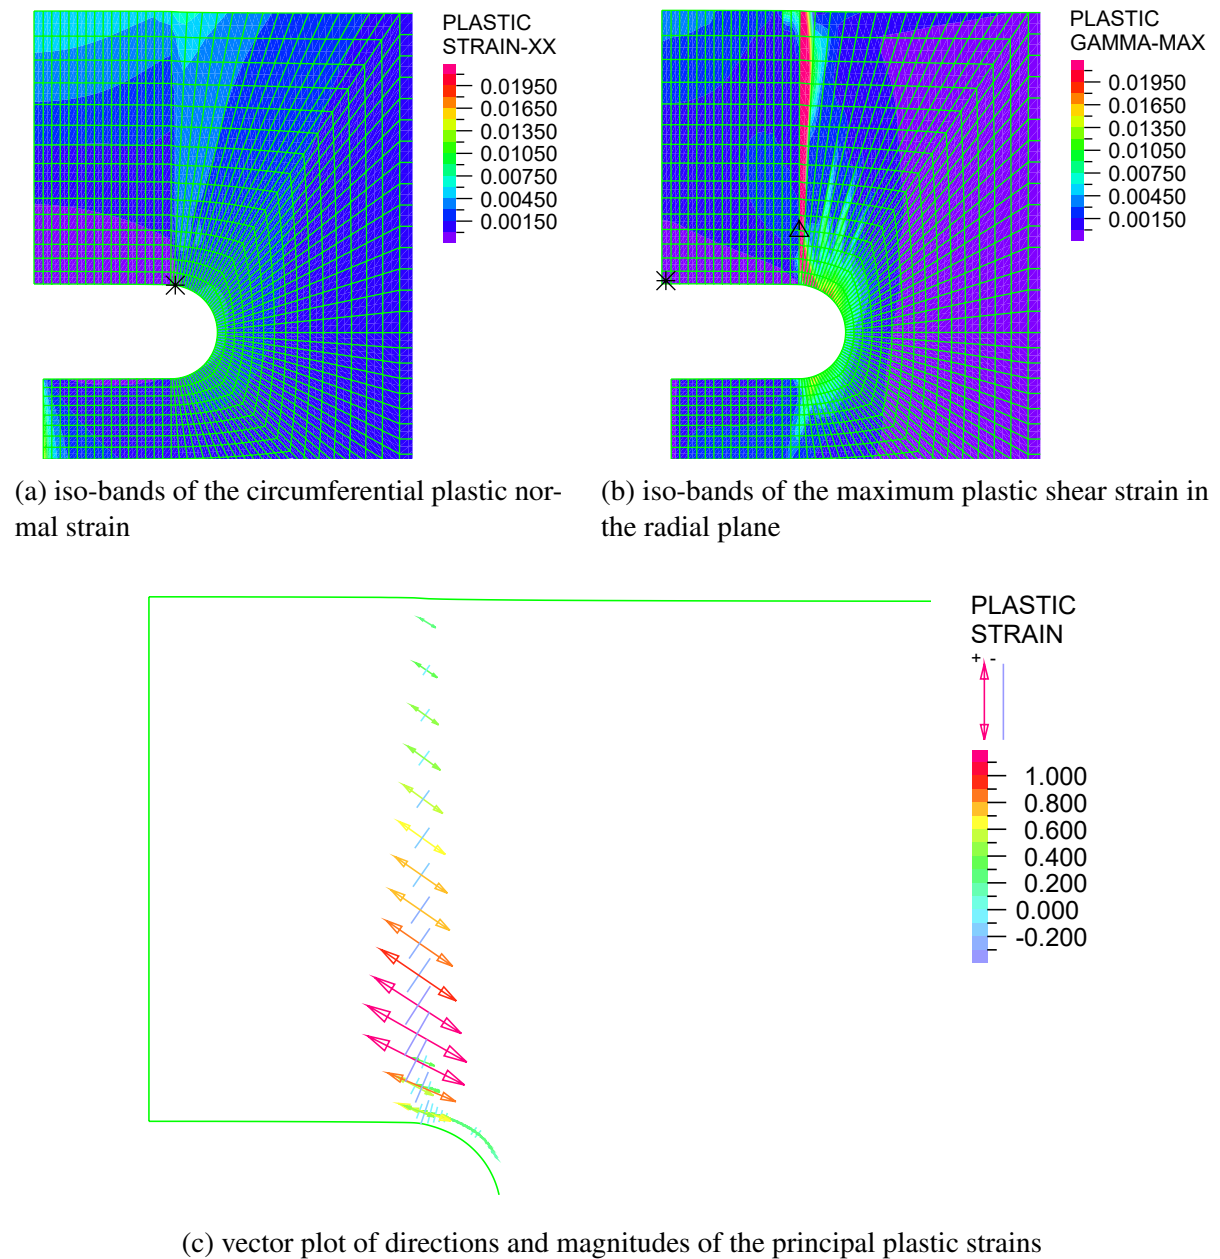 PLASTIC
STRAIN-XX
0.01950
0.01650
0.01350
0.01050
0.00750
0.00450
0.00150
PLASTIC
GAMMA-MAX
0.01950
0.01650
0.01350
0.01050
0.00750
0.00450
0.00150
(a) iso-bands of the circumferential plastic nor-
mal strain
(b) iso-bands of the maximum plastic shear strain in
the radial plane
PLASTIC
STRAIN
+ -
1.000
0.800
0.600
0.400
0.200
0.000
-0.200
(c) vector plot of directions and magnitudes of the principal plastic strains